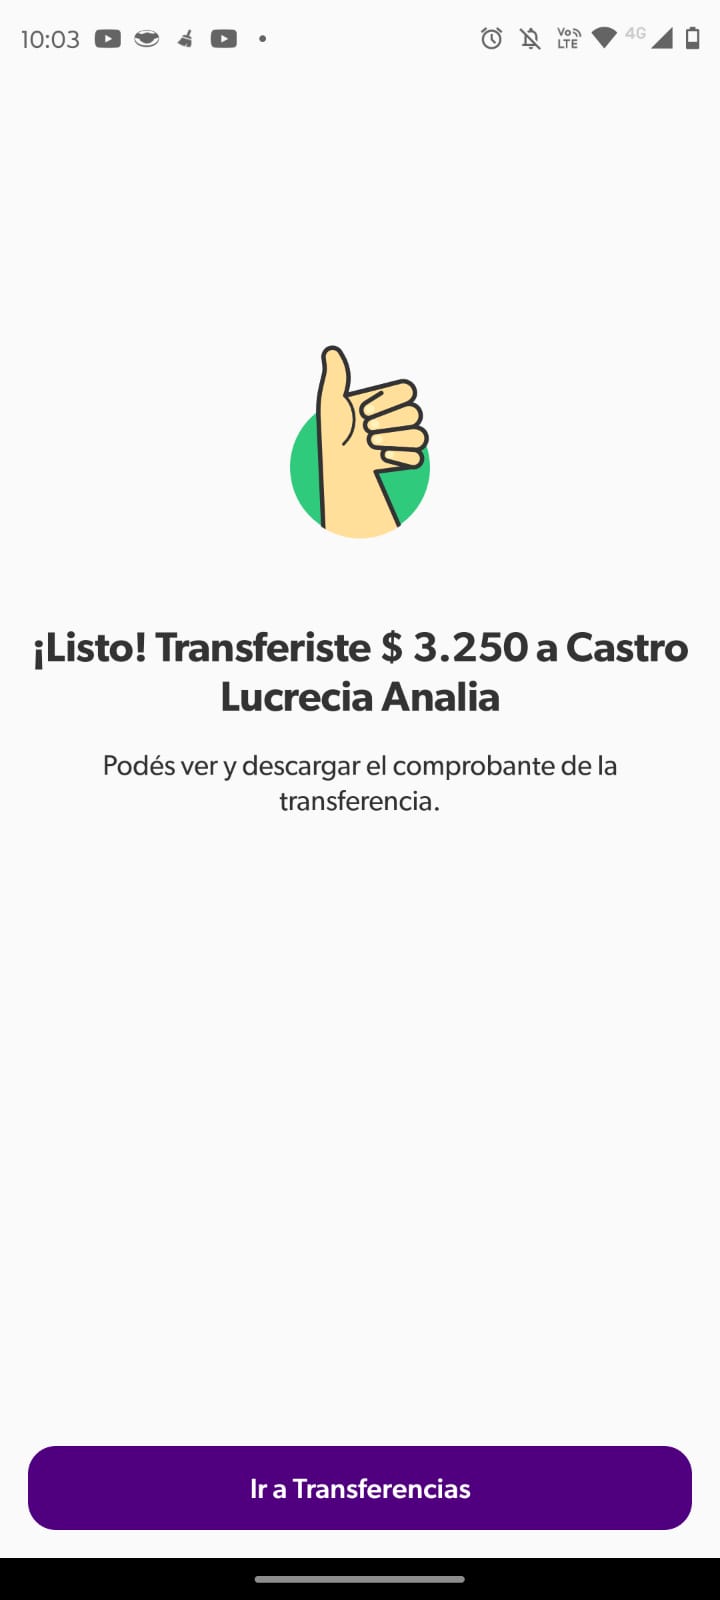 10:03
Vo LTE
4G
¡Listo! Transferiste $ 3.250 a Castro
Lucrecia Analia
Podés ver y descargar el comprobante de la
transferencia.
Ir a Transferencias